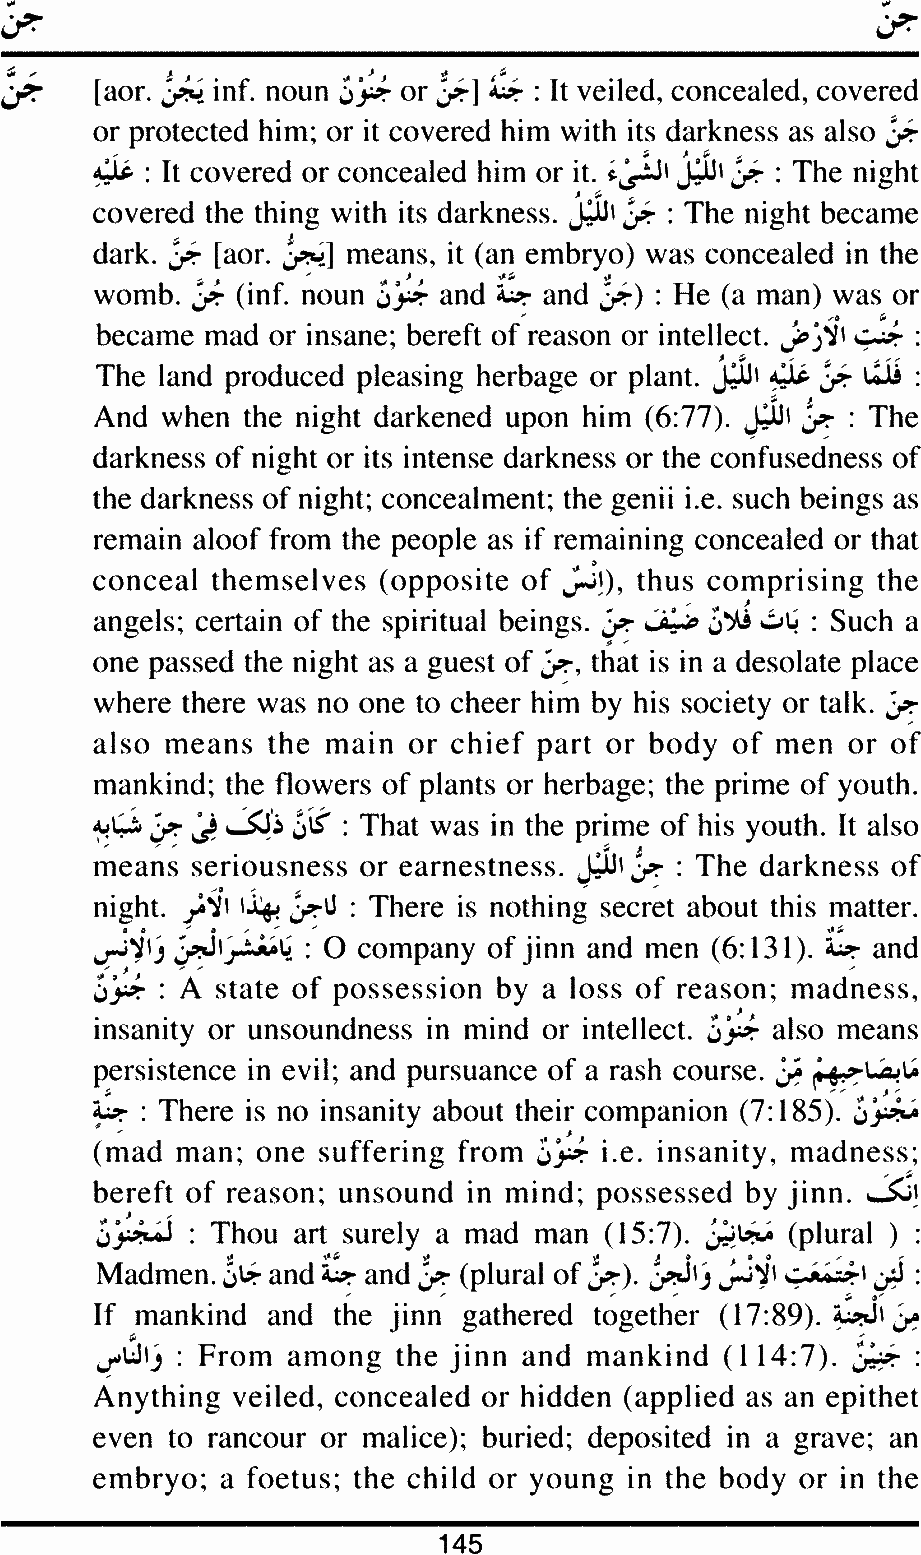 جنّ جنّ
جَنَّ [aor. يَجُنُّ inf. noun جُنُوْنٌ or جَنٌّ] جَنَّهٗ : It veiled, concealed, covered
or protected him; or it covered him with its darkness as also جَنَّ
عَلَيْهِ : It covered or concealed him or it. جَنَّ اللَّيْلُ الشَّىْءَ : The night
covered the thing with its darkness. جَنَّ اللَّيْلُ : The night became
dark. جَنَّ [aor. يَجِنُّ] means, it (an embryo) was concealed in the
womb. جُنَّ (inf. noun جُنُوْنٌ and جِنَّةٌ and جَنٌّ) : He (a man) was or
became mad or insane; bereft of reason or intellect. جُنَّتِ الْاَرْضُ :
The land produced pleasing herbage or plant. فَلَمَّا جَنَّ عَلَيْهِ اللَّيْلُ :
And when the night darkened upon him (6:77). جِنُّ اللَّيْلِ : The
darkness of night or its intense darkness or the confusedness of
the darkness of night; concealment; the genii i.e. such beings as
remain aloof from the people as if remaining concealed or that
conceal themselves (opposite of اِنْسٌ), thus comprising the
angels; certain of the spiritual beings. بَاتَ فُلَانٌ ضَيْفَ جِنٍّ : Such a
one passed the night as a guest of جِنّ, that is in a desolate place
where there was no one to cheer him by his society or talk. جِنّ
also means the main or chief part or body of men or of
mankind; the flowers of plants or herbage; the prime of youth.
كَانَ ذٰلِكَ فِىْ جِنِّ شَبَابِهٖ : That was in the prime of his youth. It also
means seriousness or earnestness. جِنُّ اللَّيْلِ : The darkness of
night. لَاجِنَّ بِهٰذَا الْاَمْرِ : There is nothing secret about this matter.
يَامَعْشَرَالْجِنِّ وَالْاِنْسِ : O company of jinn and men (6:131). جِنَّةٌ and
جُنُوْنٌ : A state of possession by a loss of reason; madness,
insanity or unsoundness in mind or intellect. جُنُوْنٌ also means
persistence in evil; and pursuance of a rash course. مَابِصَاحِبِهِمْ مِّنْ
جِنَّةٍ : There is no insanity about their companion (7:185). مَجْنُوْنٌ
(mad man; one suffering from جُنُوْنٌ i.e. insanity, madness;
bereft of reason; unsound in mind; possessed by jinn. اِنَّكَ
لَمَجْنُوْنٌ : Thou art surely a mad man (15:7). مَجَانِيْنُ (plural ) :
Madmen. جَانٌّ and جِنَّةٌ and جِنٌّ (plural of جِنٌّ). لَئِنِ اجْتَمَعَتِ الْاِنْسُ وَالْجِنُّ :
If mankind and the jinn gathered together (17:89). مِنَ الْجِنَّةِ
وَالنَّاسِ : From among the jinn and mankind (114:7). جَنِيْنٌ :
Anything veiled, concealed or hidden (applied as an epithet
even to rancour or malice); buried; deposited in a grave; an
embryo; a foetus; the child or young in the body or in the
145